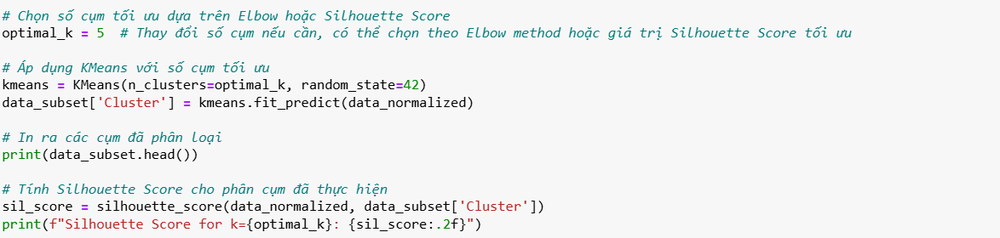 # Chọn số cụm tối ưu dựa trên Elbow hoặc Silhouette Score
optimal_k = 5  # Thay đổi số cụm nếu cần, có thể chọn theo Elbow method hoặc giá trị Silhouette Score tối ưu
# Áp dụng KMeans với số cụm tối ưu
kmeans = KMeans(n_clusters=optimal_k, random_state=42)
data_subset['Cluster'] = kmeans.fit_predict(data_normalized)
# In ra các cụm đã phân loại
print(data_subset.head())
# Tính Silhouette Score cho phân cụm đã thực hiện
sil_score = silhouette_score(data_normalized, data_subset['Cluster'])
print(f"Silhouette Score for k={optimal_k}: {sil_score:.2f}")